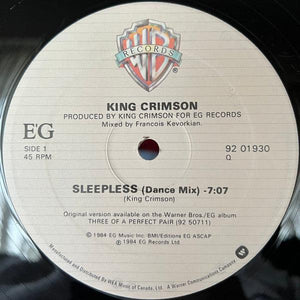 WB
RECORDS
KING CRIMSON
PRODUCED BY KING CRIMSON FOR EG RECORDS
Mixed by Francois Kevorkian.
EG
SIDE 1
45 RPM
92 01930
Q
SLEEPLESS (Dance Mix) -7:07
(King Crimson)
Original version available on the Warner Bros./EG album
THREE OF A PERFECT PAIR (92 50711)
© 1984 EG Music Inc. BMI/Editions EG ASCAP
℗ 1984 EG Records Ltd
Manufactured and Distributed by WEA Music of Canada, Ltd. A Warner Communications Company